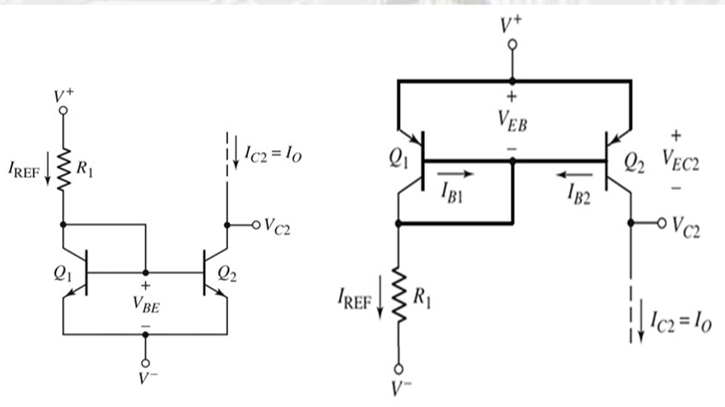 V+
IREF
R1
IC2 = IO
VC2
Q1
Q2
+
VBE
−
V−
V+
+
VEB
−
Q1
Q2
+
VEC2
−
IB1
IB2
VC2
IREF
R1
IC2 = IO
V−